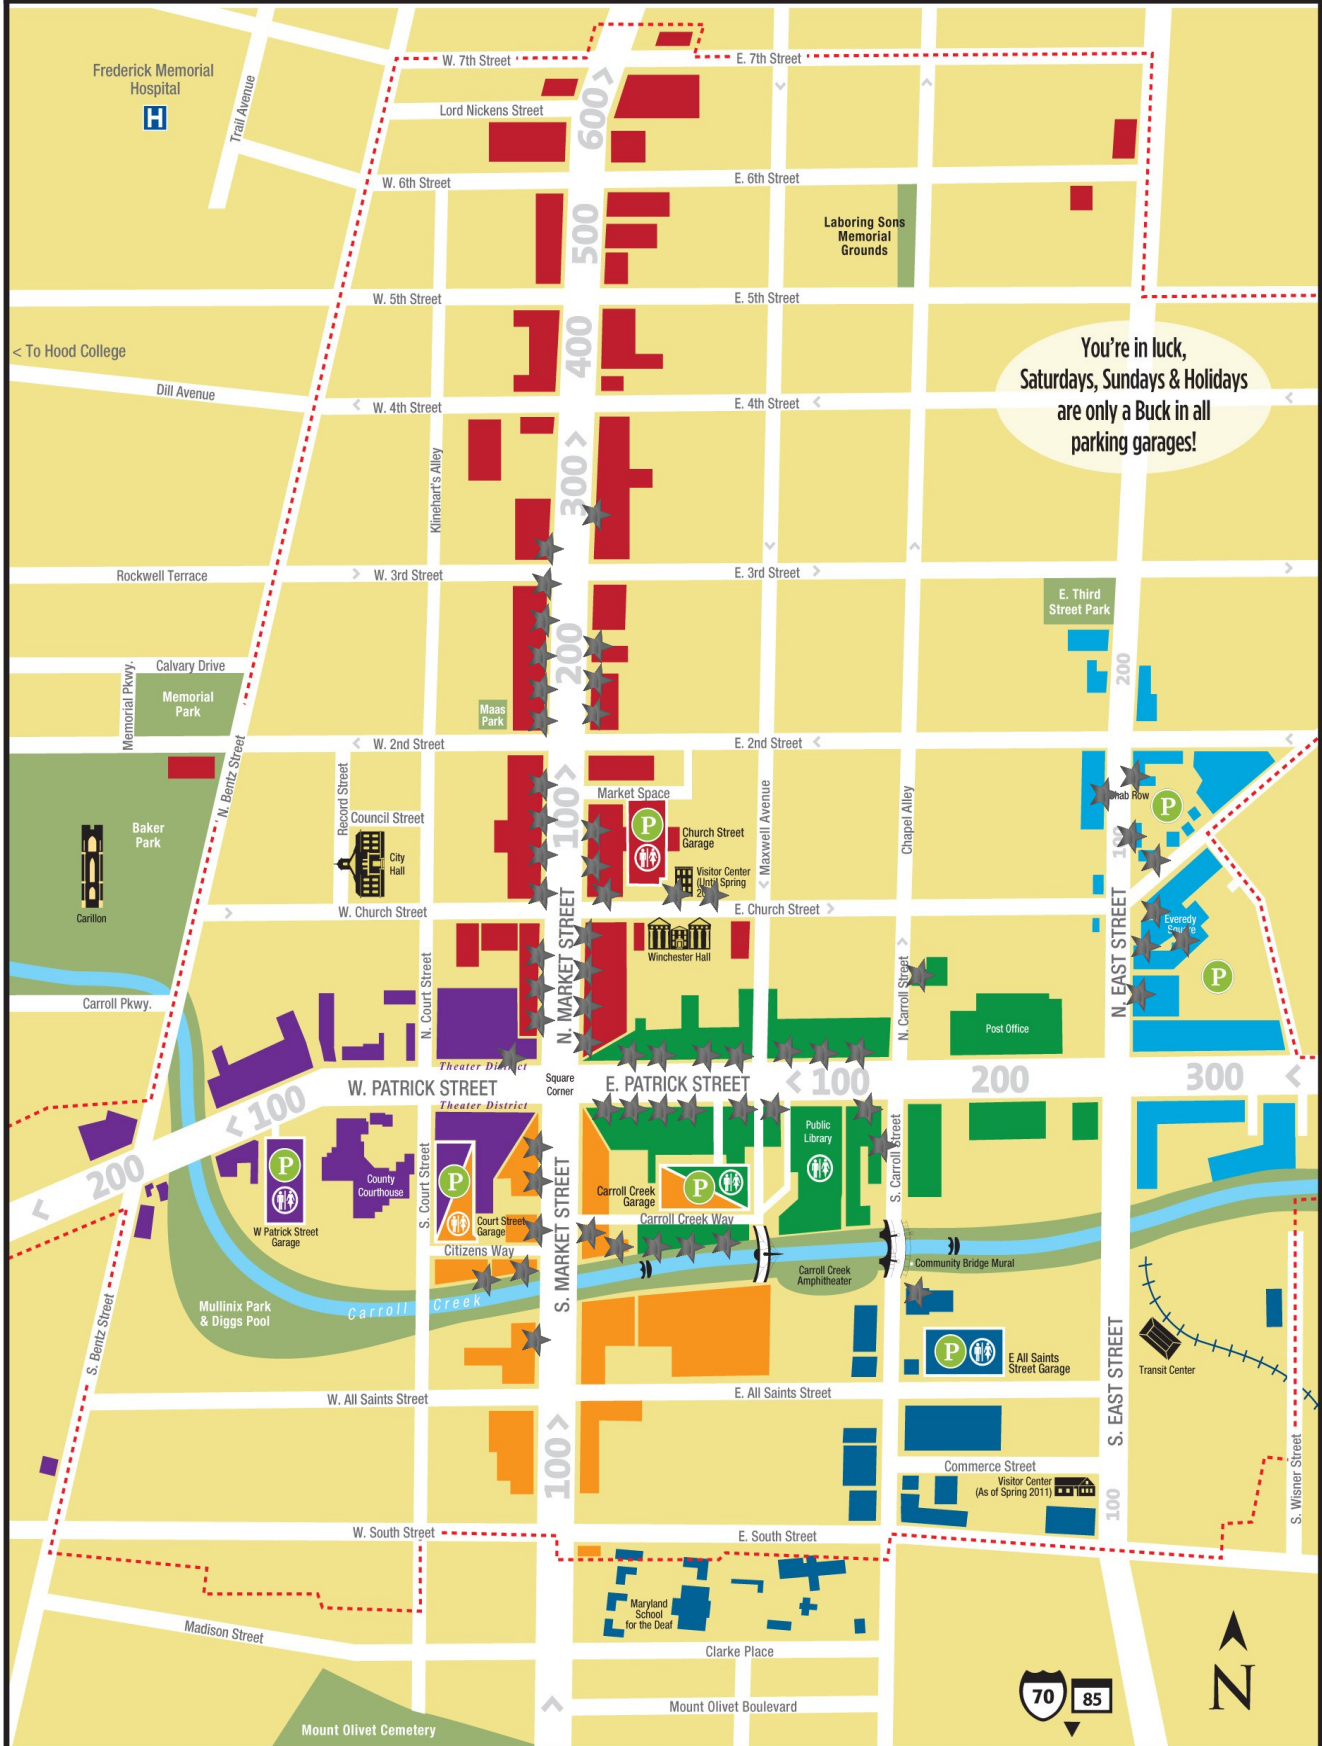 W. 7th Street
E. 7th Street
Frederick Memorial
Hospital
H
Trail Avenue
Lord Nickens Street
600 >
W. 6th Street
E. 6th Street
500
Laboring Sons
Memorial
Grounds
W. 5th Street
E. 5th Street
400
< To Hood College
You're in luck,
Saturdays, Sundays & Holidays
are only a Buck in all
parking garages!
Dill Avenue
< W. 4th Street
E. 4th Street <
300 >
Klinehart's Alley
Rockwell Terrace
> W. 3rd Street
E. 3rd Street >
E. Third
Street Park
200
200
Calvary Drive
Memorial Pkwy.
Memorial
Park
Maas
Park
< W. 2nd Street
E. 2nd Street <
N. Bentz Street
Record Street
Market Space
100 >
Maxwell Avenue
Chapel Alley
P
Council Street
Baker
Park
City
Hall
Carillon
P
Church Street
Garage
Visitor Center
(Until Spring
W. Church Street
E. Church Street >
Winchester Hall
N. MARKET STREET
N. EAST STREET
Everedy
Square
P
N. Court Street
N. Carroll Street
Carroll Pkwy.
Post Office
Theater District
W. PATRICK STREET
Square
Corner
E. PATRICK STREET
< 100
200
300 <
< 100
Theater District
Public
Library
< 200
P
County
Courthouse
S. Court Street
P
S. MARKET STREET
S. Carroll Street
W Patrick Street
Garage
Court Street
Garage
Carroll Creek
Garage
P
Carroll Creek Way
Citizens Way
Community Bridge Mural
Carroll Creek
Amphitheater
Carroll Creek
Mullinix Park
& Diggs Pool
S. Bentz Street
P
E All Saints
Street Garage
Transit Center
S. EAST STREET
W. All Saints Street
E. All Saints Street
100 >
Commerce Street
Visitor Center
(As of Spring 2011)
100
S. Wisner Street
W. South Street
E. South Street
Maryland
School
for the Deaf
Madison Street
Clarke Place
Mount Olivet Boulevard
Mount Olivet Cemetery
70
85
N